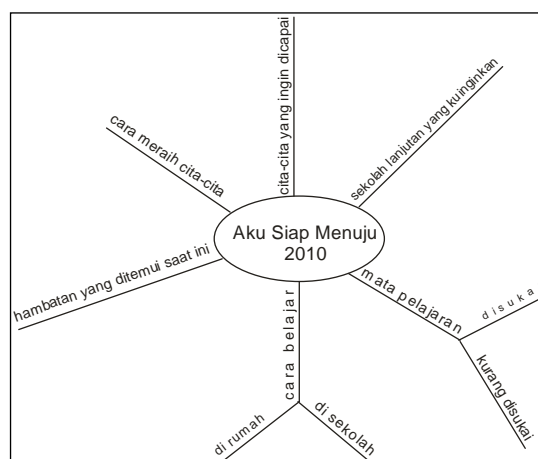 cita-cita yang ingin dicapai
sekolah lanjutan yang kuinginkan
cara meraih cita-cita
Aku Siap Menuju
2010
hambatan yang ditemui saat ini
mata pelajaran
disuka
kurang disukai
cara belajar
di rumah
di sekolah